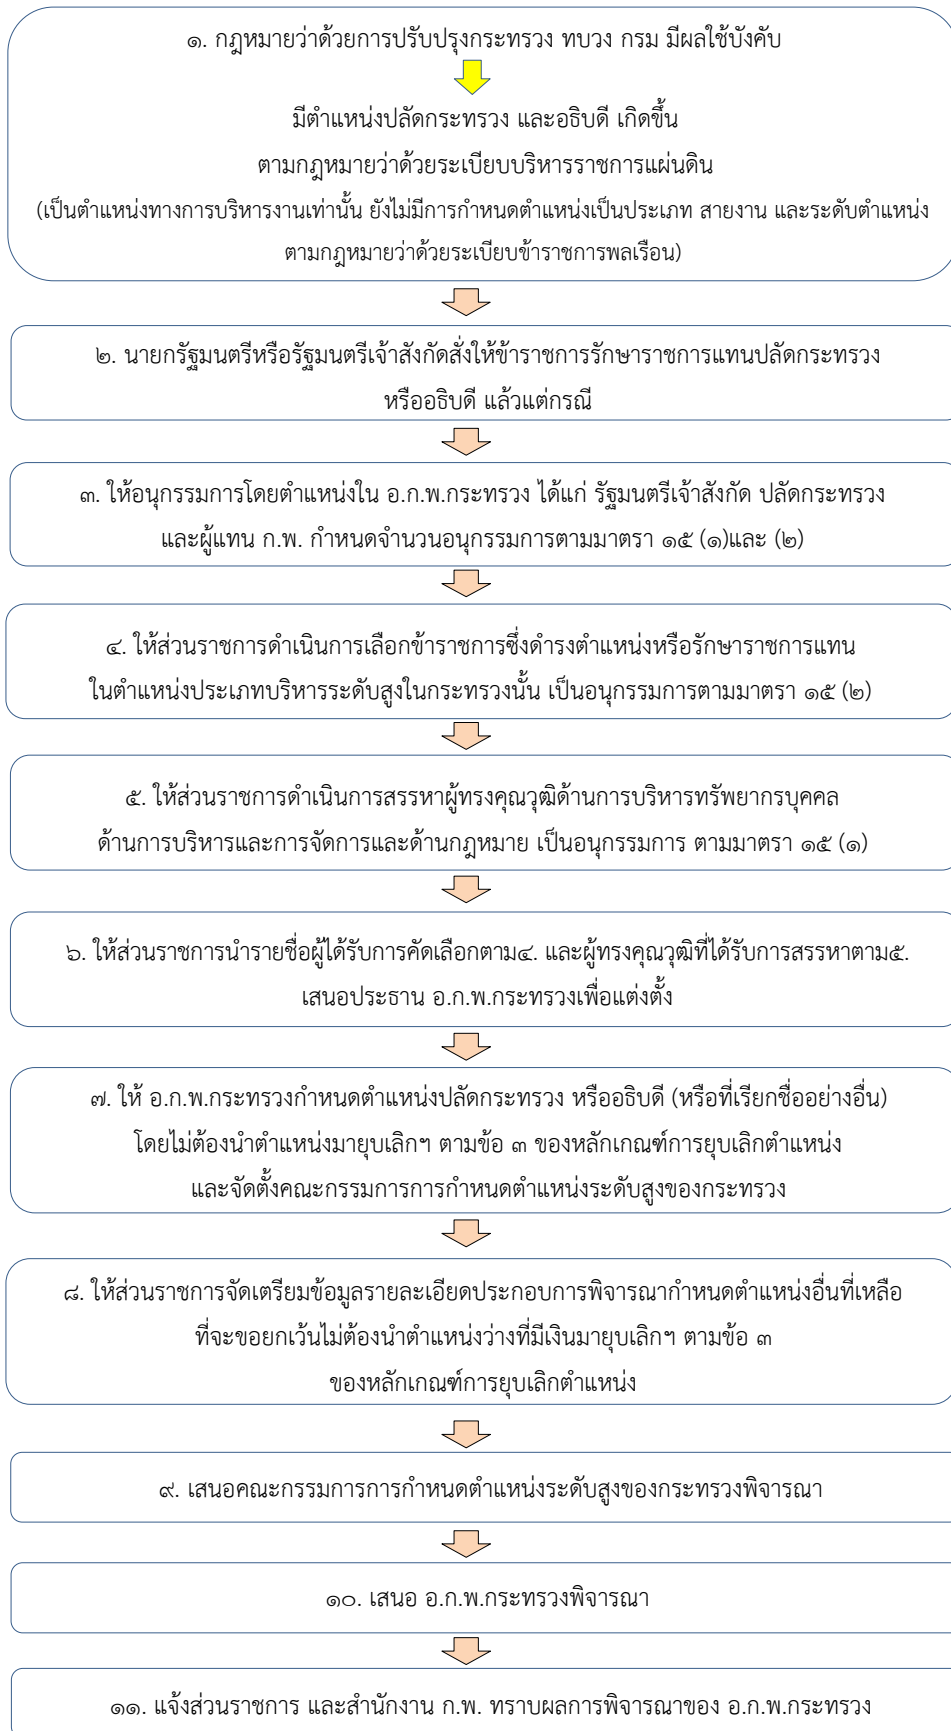 ๑. กฎหมายว่าด้วยการปรับปรุงกระทรวง ทบวง กรม มีผลใช้บังคับ
มีตำแหน่งปลัดกระทรวง และอธิบดี เกิดขึ้น
ตามกฎหมายว่าด้วยระเบียบบริหารราชการแผ่นดิน
(เป็นตำแหน่งทางการบริหารงานเท่านั้น ยังไม่มีการกำหนดตำแหน่งเป็นประเภท สายงาน และระดับตำแหน่ง
ตามกฎหมายว่าด้วยระเบียบข้าราชการพลเรือน)
๒. นายกรัฐมนตรีหรือรัฐมนตรีเจ้าสังกัดสั่งให้ข้าราชการรักษาราชการแทนปลัดกระทรวง
หรืออธิบดี แล้วแต่กรณี
๓. ให้อนุกรรมการโดยตำแหน่งใน อ.ก.พ.กระทรวง ได้แก่ รัฐมนตรีเจ้าสังกัด ปลัดกระทรวง
และผู้แทน ก.พ. กำหนดจำนวนอนุกรรมการตามมาตรา ๑๕ (๑)และ (๒)
๔. ให้ส่วนราชการดำเนินการเลือกข้าราชการซึ่งดำรงตำแหน่งหรือรักษาราชการแทน
ในตำแหน่งประเภทบริหารระดับสูงในกระทรวงนั้น เป็นอนุกรรมการตามมาตรา ๑๕ (๒)
๕. ให้ส่วนราชการดำเนินการสรรหาผู้ทรงคุณวุฒิด้านการบริหารทรัพยากรบุคคล
ด้านการบริหารและการจัดการและด้านกฎหมาย เป็นอนุกรรมการ ตามมาตรา ๑๕ (๑)
๖. ให้ส่วนราชการนำรายชื่อผู้ได้รับการคัดเลือกตาม๔. และผู้ทรงคุณวุฒิที่ได้รับการสรรหาตาม๕.
เสนอประธาน อ.ก.พ.กระทรวงเพื่อแต่งตั้ง
๗. ให้ อ.ก.พ.กระทรวงกำหนดตำแหน่งปลัดกระทรวง หรืออธิบดี (หรือที่เรียกชื่ออย่างอื่น)
โดยไม่ต้องนำตำแหน่งมายุบเลิกฯ ตามข้อ ๓ ของหลักเกณฑ์การยุบเลิกตำแหน่ง
และจัดตั้งคณะกรรมการการกำหนดตำแหน่งระดับสูงของกระทรวง
๘. ให้ส่วนราชการจัดเตรียมข้อมูลรายละเอียดประกอบการพิจารณากำหนดตำแหน่งอื่นที่เหลือ
ที่จะขอยกเว้นไม่ต้องนำตำแหน่งว่างที่มีเงินมายุบเลิกฯ ตามข้อ ๓
ของหลักเกณฑ์การยุบเลิกตำแหน่ง
๙. เสนอคณะกรรมการการกำหนดตำแหน่งระดับสูงของกระทรวงพิจารณา
๑๐. เสนอ อ.ก.พ.กระทรวงพิจารณา
๑๑. แจ้งส่วนราชการ และสำนักงาน ก.พ. ทราบผลการพิจารณาของ อ.ก.พ.กระทรวง